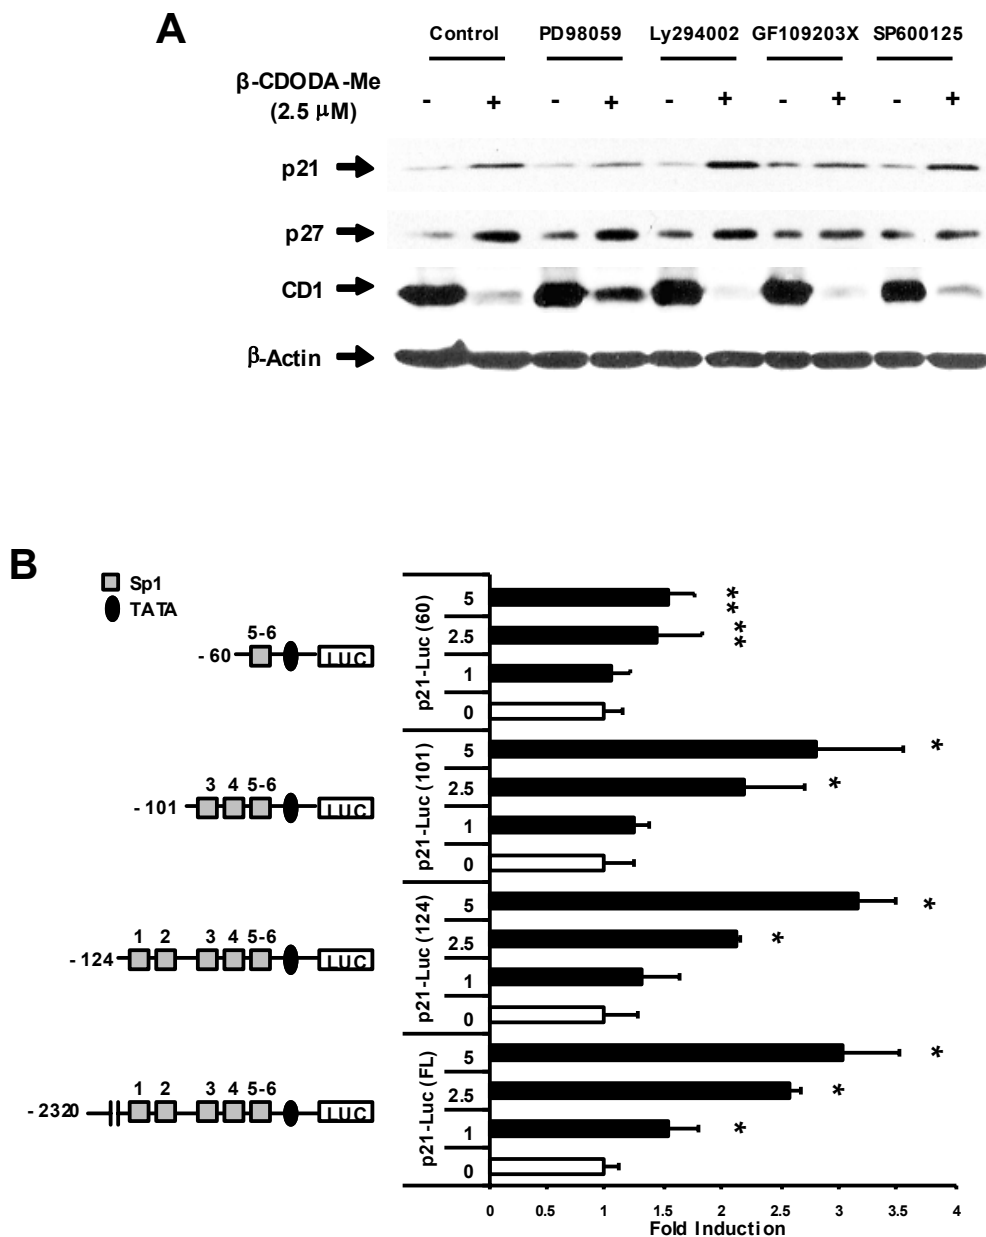 A
Control PD98059 Ly294002 GF109203X SP600125
β-CDODA-Me
(2.5 μM)
- + - + - + - + - +
p21
p27
CD1
β-Actin
B
Sp1
TATA
5-6
- 60 LUC
p21-Luc (60)
5
2.5
1
0
**
**
3 4 5-6
- 101 LUC
p21-Luc (101)
5
2.5
1
0
*
*
1 2 3 4 5-6
- 124 LUC
p21-Luc (124)
5
2.5
1
0
*
*
1 2 3 4 5-6
- 2320 LUC
p21-Luc (FL)
5
2.5
1
0
*
*
*
0 0.5 1 1.5 2 2.5 3 3.5 4
Fold Induction